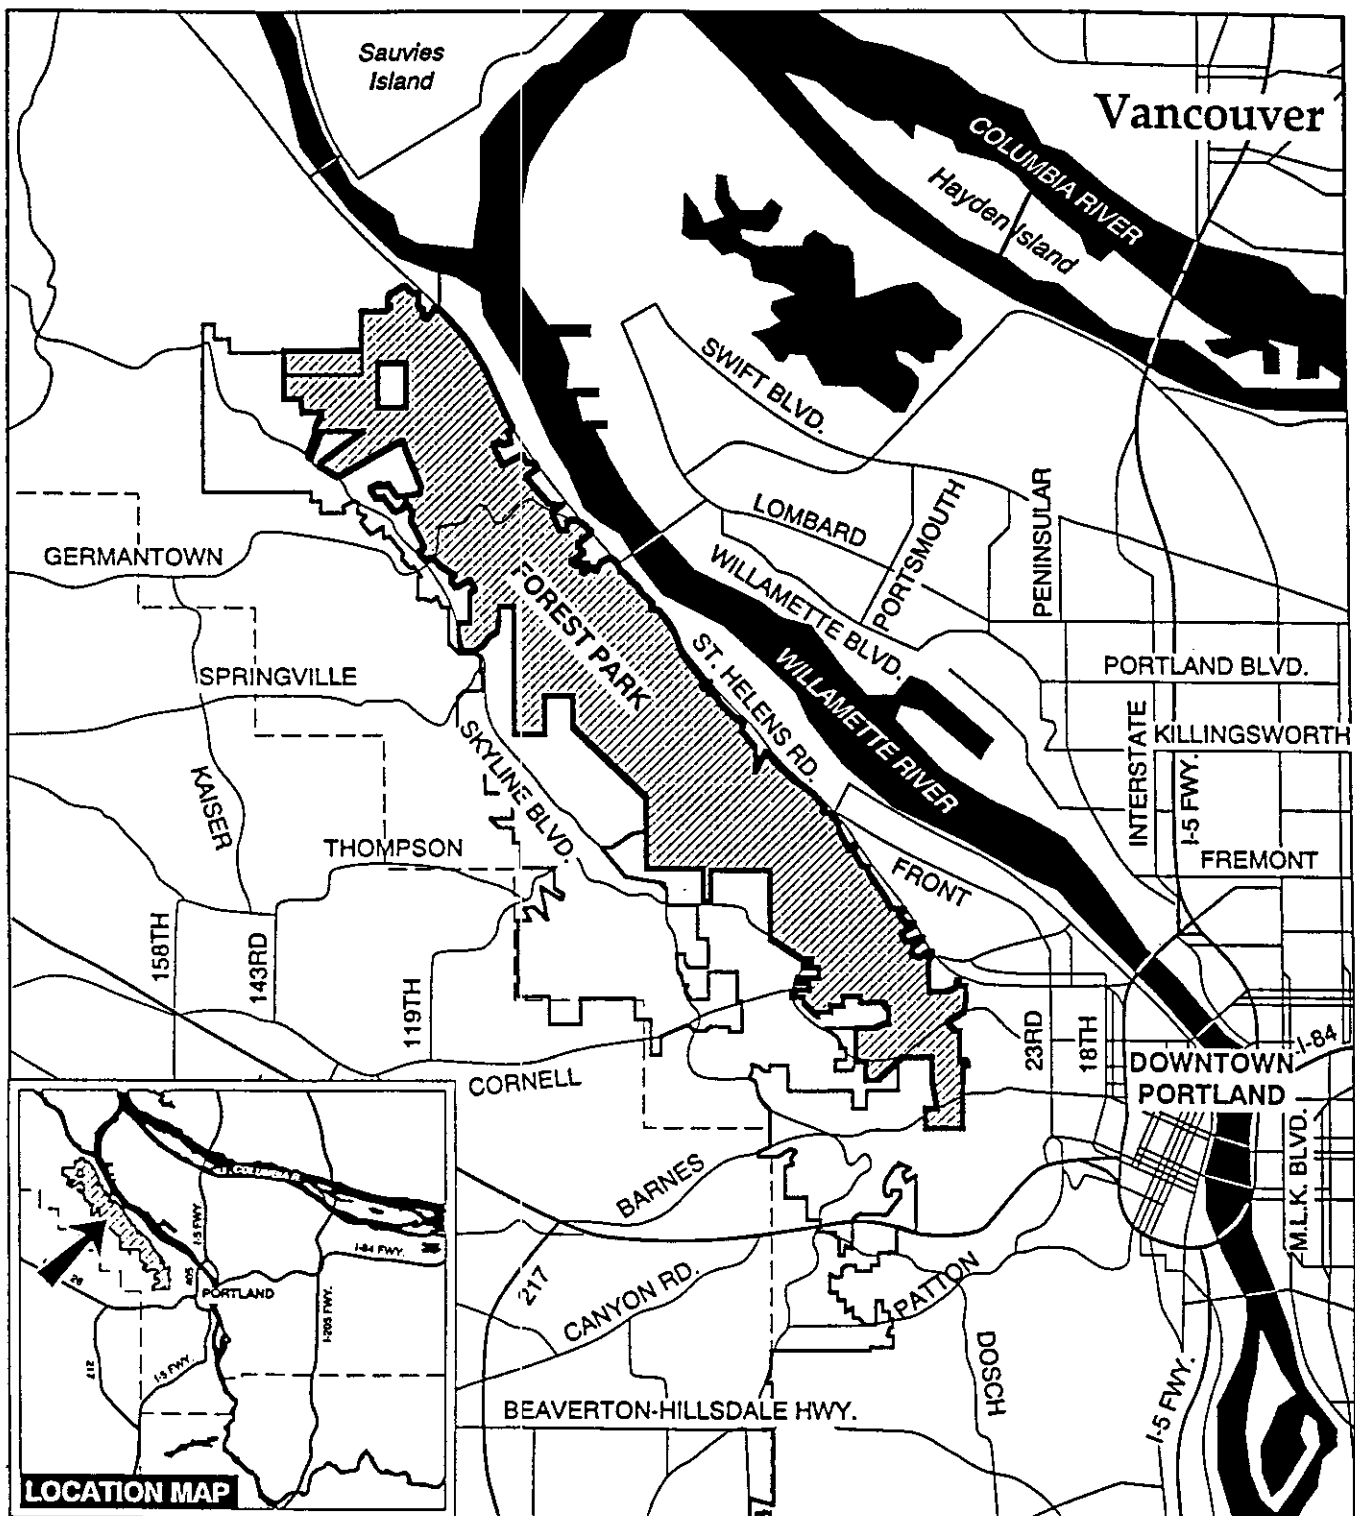 Sauvies
Island
Vancouver
COLUMBIA RIVER
Hayden Island
SWIFT BLVD.
LOMBARD
PORTSMOUTH
PENINSULAR
GERMANTOWN
WILLAMETTE BLVD.
FOREST PARK
ST. HELENS RD.
WILLAMETTE RIVER
PORTLAND BLVD.
SPRINGVILLE
SKYLINE BLVD.
INTERSTATE
KILLINGSWORTH
I-5 FWY.
KAISER
THOMPSON
FREMONT
FRONT
158TH
143RD
119TH
23RD
18TH
I-84
DOWNTOWN
PORTLAND
CORNELL
M.L.K. BLVD.
BARNES
217
CANYON RD.
PATTON
DOSCH
I-5 FWY.
BEAVERTON-HILLSDALE HWY.
COLUMBIA R.
I-5 FWY.
I-84 FWY.
26
405
PORTLAND
I-205 FWY.
217
I-5 FWY.
LOCATION MAP